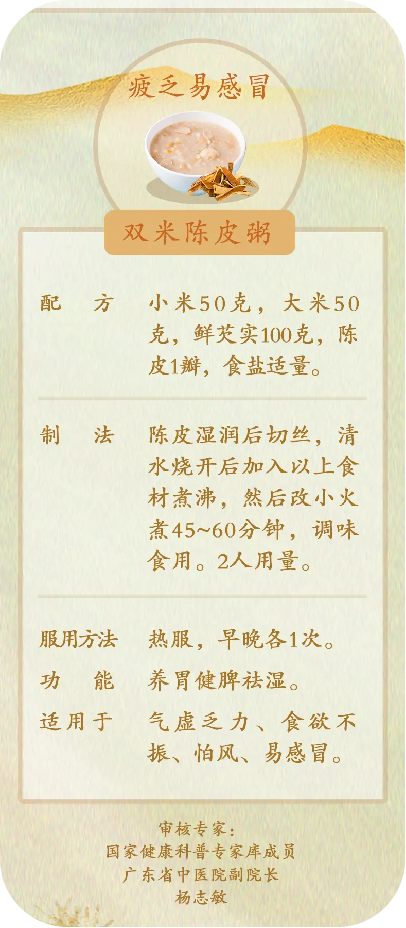 疲乏易感冒
双米陈皮粥
配 方 小米50克，大米50
克，鲜芡实100克，陈
皮1瓣，食盐适量。
制 法 陈皮湿润后切丝，清
水烧开后加入以上食
材煮沸，然后改小火
煮45~60分钟，调味
食用。2人用量。
服用方法 热服，早晚各1次。
功 能 养胃健脾祛湿。
适用于 气虚乏力、食欲不
振、怕风、易感冒。
审核专家：
国家健康科普专家库成员
广东省中医院副院长
杨志敏